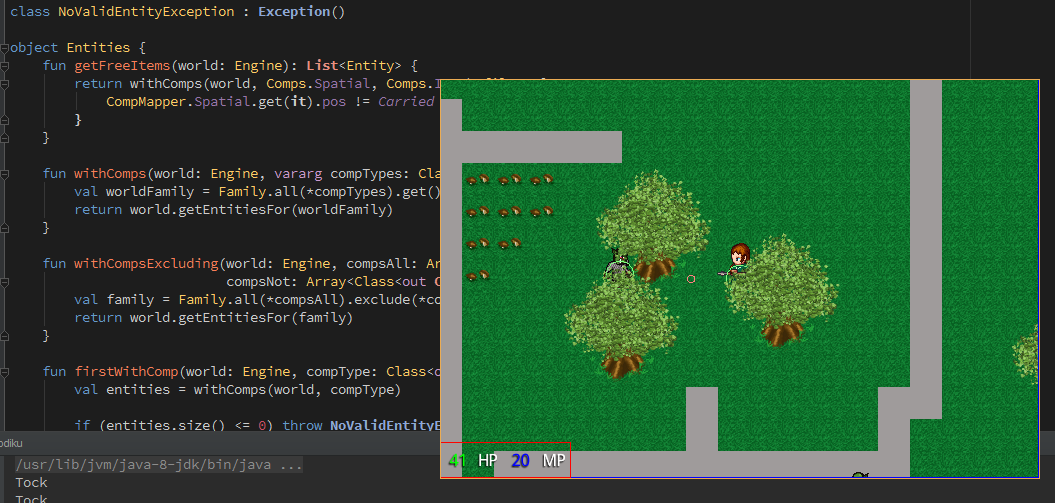 class NoValidEntityException : Exception()
object Entities {
fun getFreeItems(world: Engine): List<Entity> {
return withComps(world, Comps.Spatial, Comps.
CompMapper.Spatial.get(it).pos != Carried
}
}
fun withComps(world: Engine, vararg compTypes: Cla
val worldFamily = Family.all(*compTypes).get()
return world.getEntitiesFor(worldFamily)
}
fun withCompsExcluding(world: Engine, compsAll: Ar
compsNot: Array<Class<out C
val family = Family.all(*compsAll).exclude(*co
return world.getEntitiesFor(family)
}
fun firstWithComp(world: Engine, compType: Class<o
val entities = withComps(world, compType)
if (entities.size() <= 0) throw NoValidEntityE
odiku
/usr/lib/jvm/java-8-jdk/bin/java ...
Tock
Tock
41 HP 20 MP